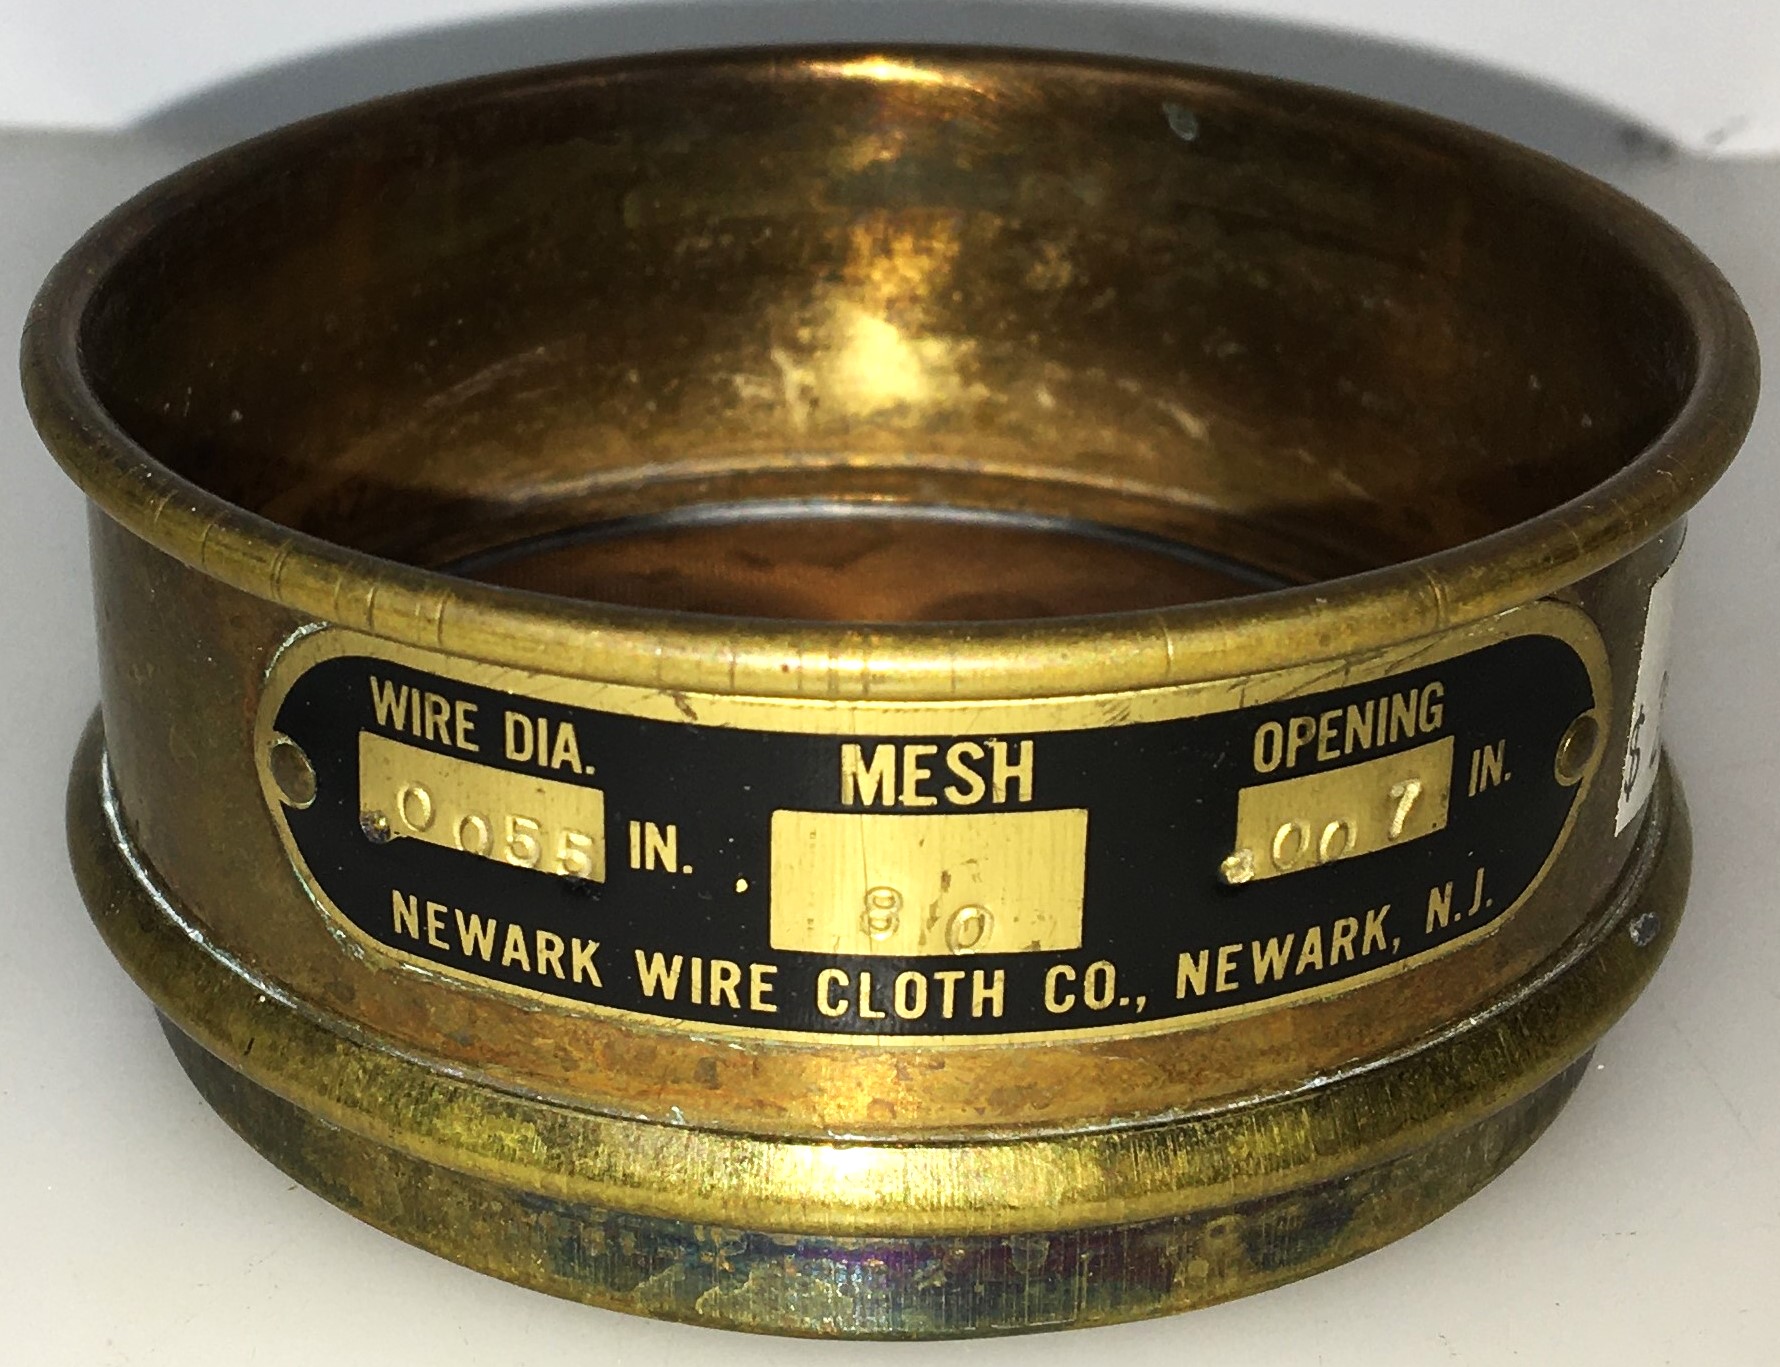 WIRE DIA.
.0055 IN.
MESH
80
OPENING
.007 IN.
NEWARK WIRE CLOTH CO., NEWARK, N.J.
$